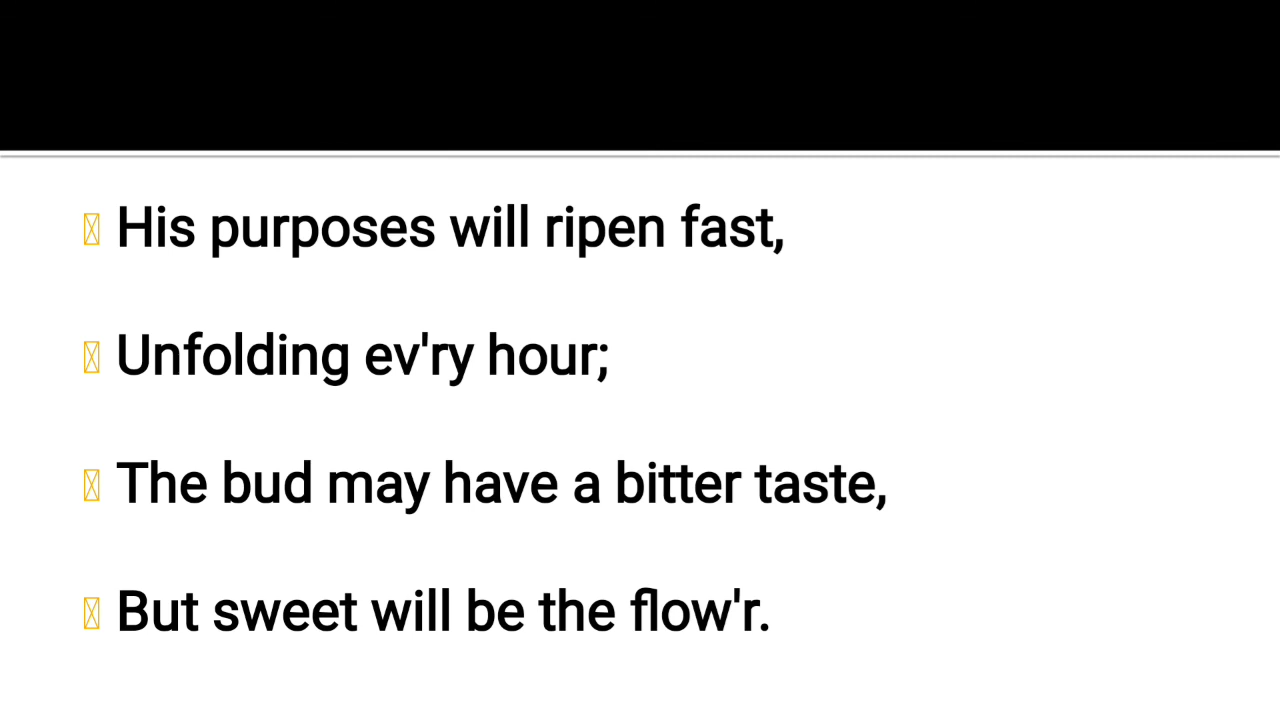 His purposes will ripen fast,
Unfolding ev'ry hour;
The bud may have a bitter taste,
But sweet will be the flow'r.